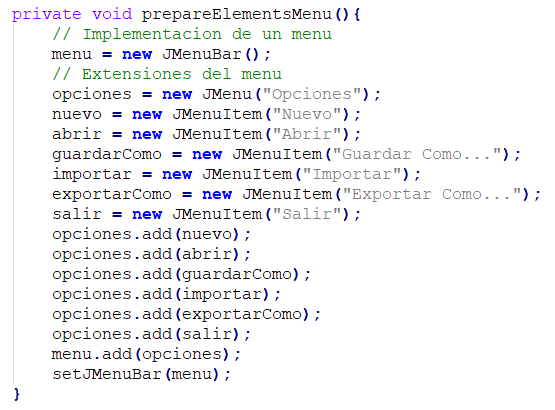 private void prepareElementsMenu(){
// Implementacion de un menu
menu = new JMenuBar();
// Extensiones del menu
opciones = new JMenu("Opciones");
nuevo = new JMenuItem("Nuevo");
abrir = new JMenuItem("Abrir");
guardarComo = new JMenuItem("Guardar Como...");
importar = new JMenuItem("Importar");
exportarComo = new JMenuItem("Exportar Como...");
salir = new JMenuItem("Salir");
opciones.add(nuevo);
opciones.add(abrir);
opciones.add(guardarComo);
opciones.add(importar);
opciones.add(exportarComo);
opciones.add(salir);
menu.add(opciones);
setJMenuBar(menu);
}